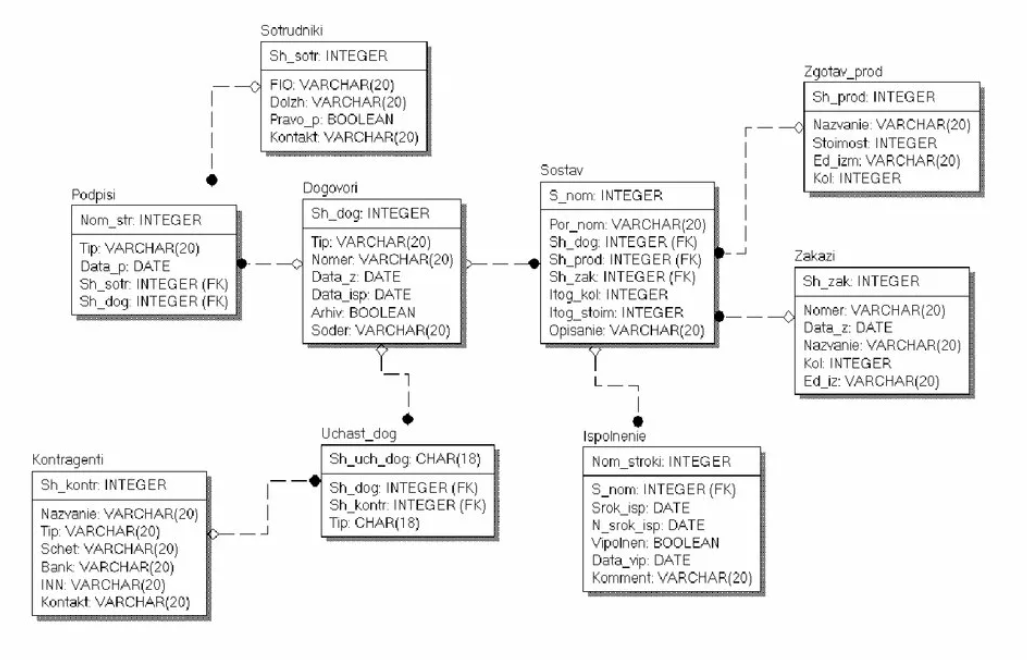 Sotrudniki
Sh_sotr: INTEGER
FIO: VARCHAR(20)
Dolzh: VARCHAR(20)
Pravo_p: BOOLEAN
Kontakt: VARCHAR(20)
Zgotav_prod
Sh_prod: INTEGER
Nazvanie: VARCHAR(20)
Stoimost: INTEGER
Ed_izm: VARCHAR(20)
Kol: INTEGER
Podpisi
Nom_str: INTEGER
Tip: VARCHAR(20)
Data_p: DATE
Sh_sotr: INTEGER (FK)
Sh_dog: INTEGER (FK)
Dogovori
Sh_dog: INTEGER
Tip: VARCHAR(20)
Nomer: VARCHAR(20)
Data_z: DATE
Data_isp: DATE
Arhiv: BOOLEAN
Soder: VARCHAR(20)
Sostav
S_nom: INTEGER
Por_nom: VARCHAR(20)
Sh_dog: INTEGER (FK)
Sh_prod: INTEGER (FK)
Sh_zak: INTEGER (FK)
Itog_kol: INTEGER
Itog_stoim: INTEGER
Opisanie: VARCHAR(20)
Zakazi
Sh_zak: INTEGER
Nomer: VARCHAR(20)
Data_z: DATE
Nazvanie: VARCHAR(20)
Kol: INTEGER
Ed_iz: VARCHAR(20)
Kontragenti
Sh_kontr: INTEGER
Nazvanie: VARCHAR(20)
Tip: VARCHAR(20)
Schet: VARCHAR(20)
Bank: VARCHAR(20)
INN: VARCHAR(20)
Kontakt: VARCHAR(20)
Uchast_dog
Sh_uch_dog: CHAR(18)
Sh_dog: INTEGER (FK)
Sh_kontr: INTEGER (FK)
Tip: CHAR(18)
Ispolnenie
Nom_stroki: INTEGER
S_nom: INTEGER (FK)
Srok_isp: DATE
N_srok_isp: DATE
Vipolnen: BOOLEAN
Data_vip: DATE
Komment: VARCHAR(20)